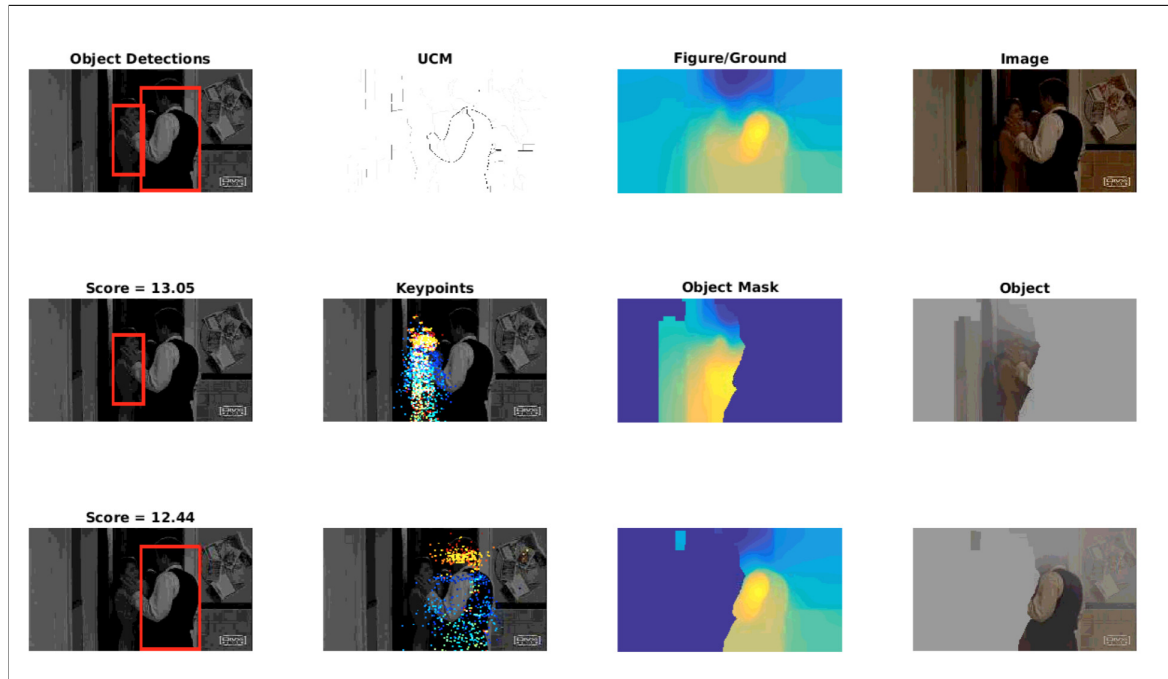 Object Detections
UCM
Figure/Ground
Image
Score = 13.05
Keypoints
Object Mask
Object
Score = 12.44